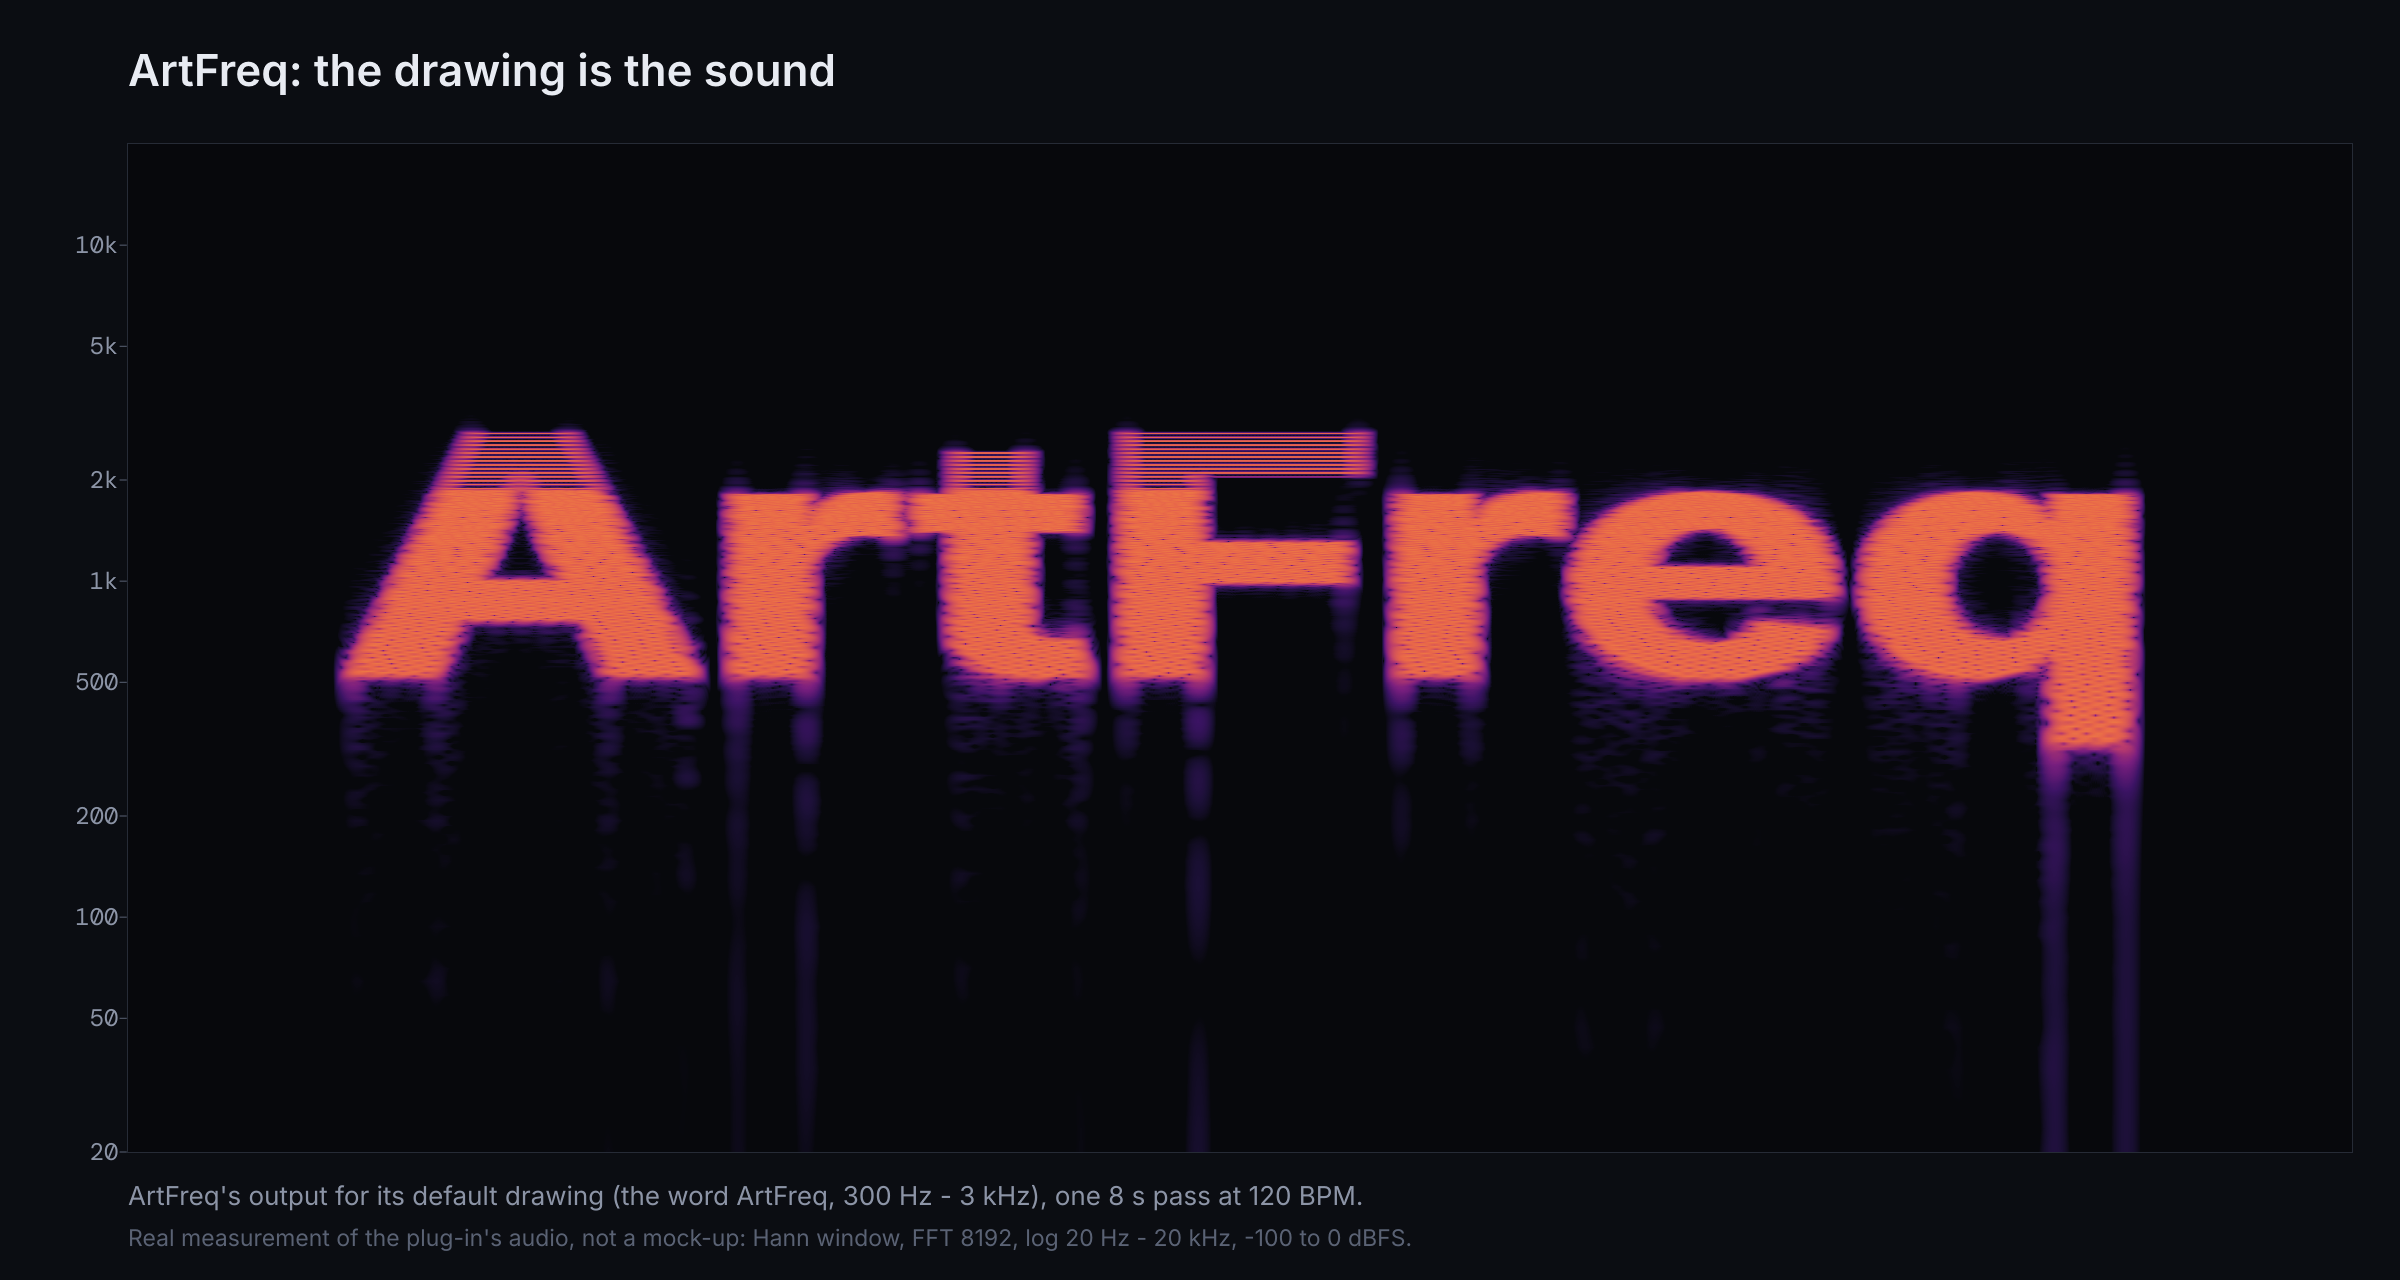 ArtFreq: the drawing is the sound
10k
5k
2k
1k
500
200
100
50
20
ArtFreq
ArtFreq's output for its default drawing (the word ArtFreq, 300 Hz - 3 kHz), one 8 s pass at 120 BPM.
Real measurement of the plug-in's audio, not a mock-up: Hann window, FFT 8192, log 20 Hz - 20 kHz, -100 to 0 dBFS.